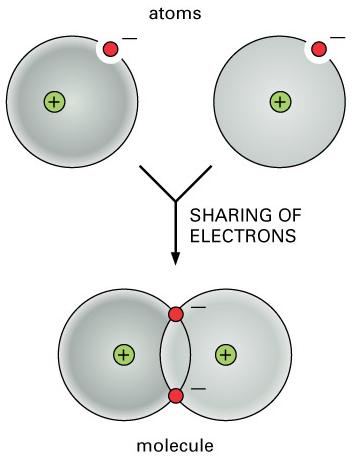 atoms
− −
+ +
SHARING OF
ELECTRONS
−
+ +
−
molecule